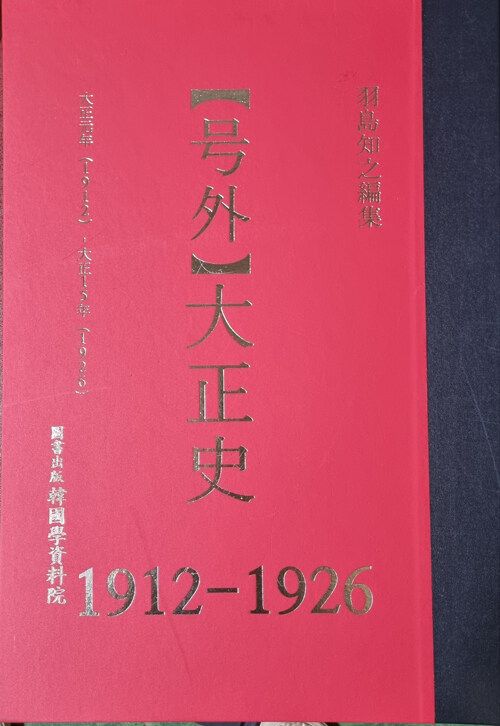 羽島知之編集
【号外】大正史
大正元年(1912)-大正15年(1926)
圖書出版 韓國學資料院
1912-1926